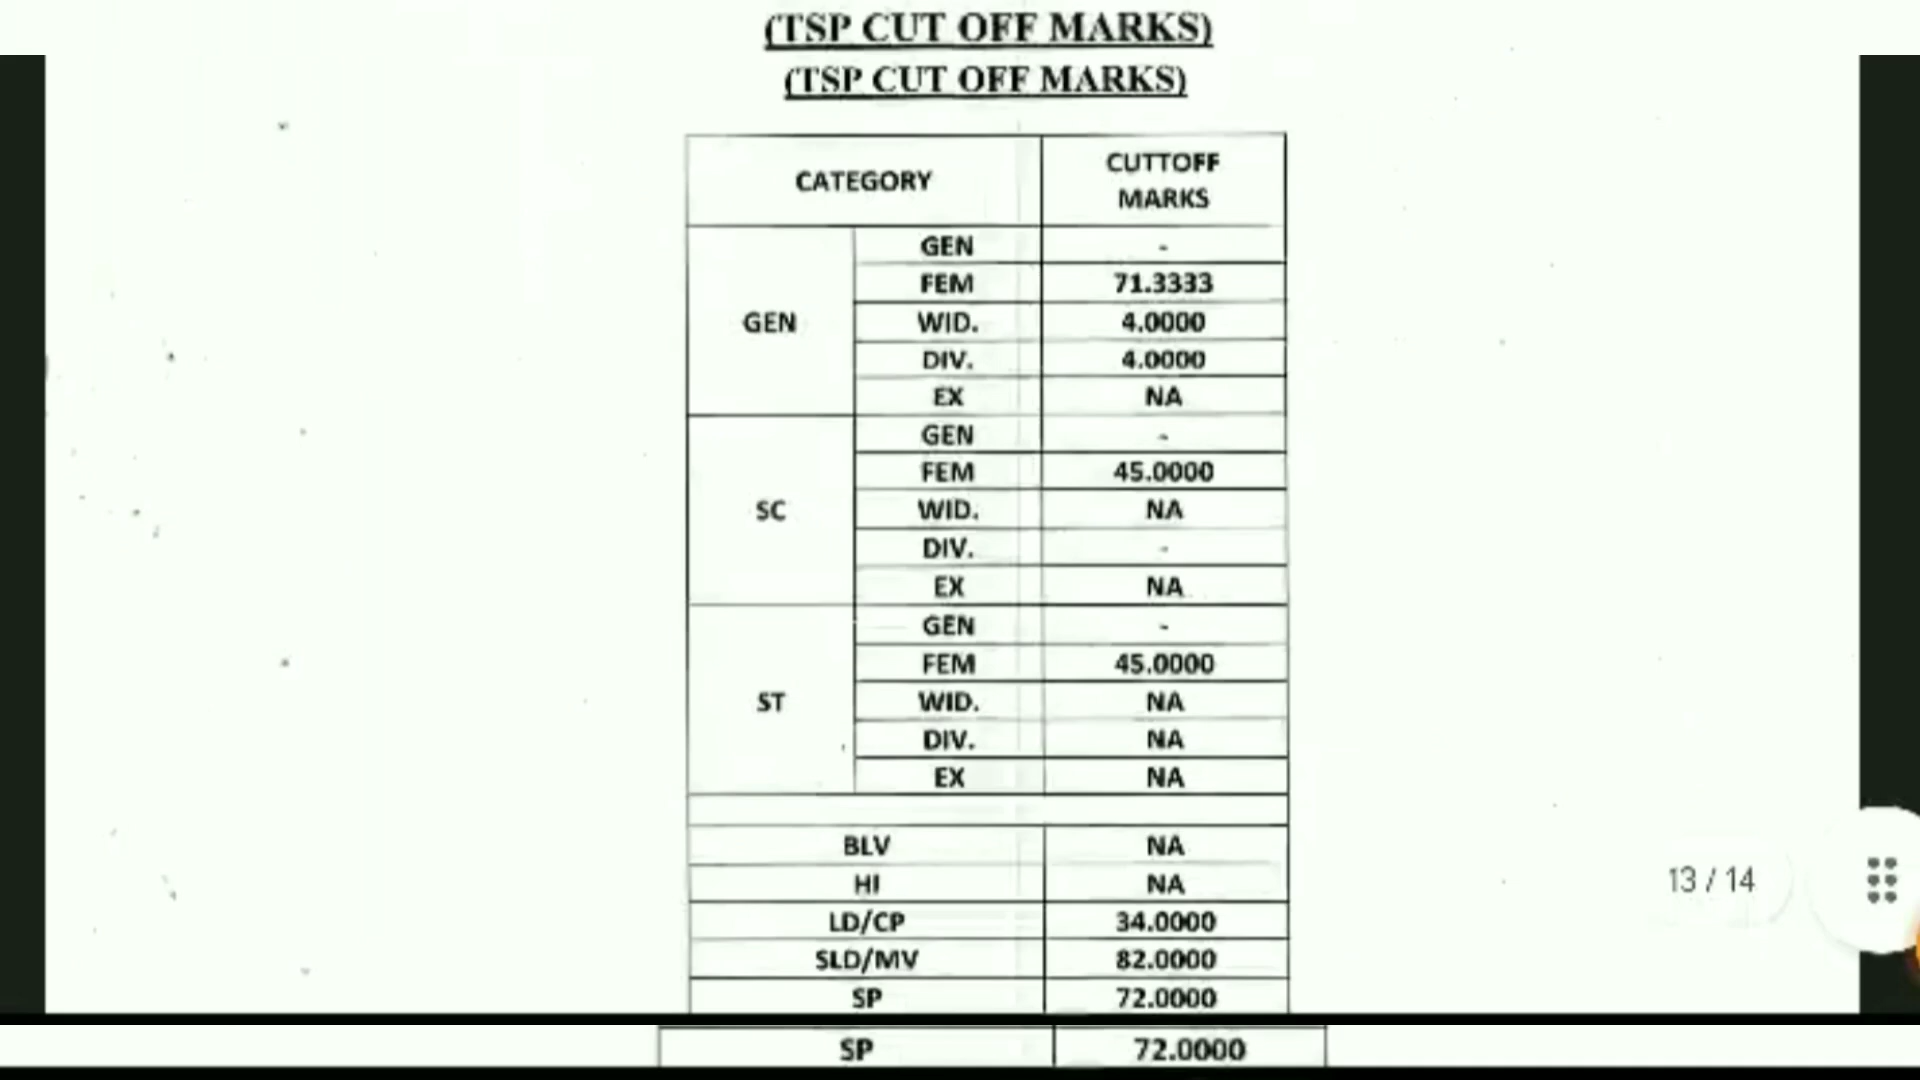 (TSP CUT OFF MARKS)
(TSP CUT OFF MARKS)
CATEGORY CUTTOFF MARKS
GEN
GEN -
FEM 71.3333
WID. 4.0000
DIV. 4.0000
EX NA
SC
GEN -
FEM 45.0000
WID. NA
DIV. -
EX NA
ST
GEN -
FEM 45.0000
WID. NA
DIV. NA
EX NA
BLV NA
HI NA
LD/CP 34.0000
SLD/MV 82.0000
SP 72.0000
SP 72.0000
13 / 14